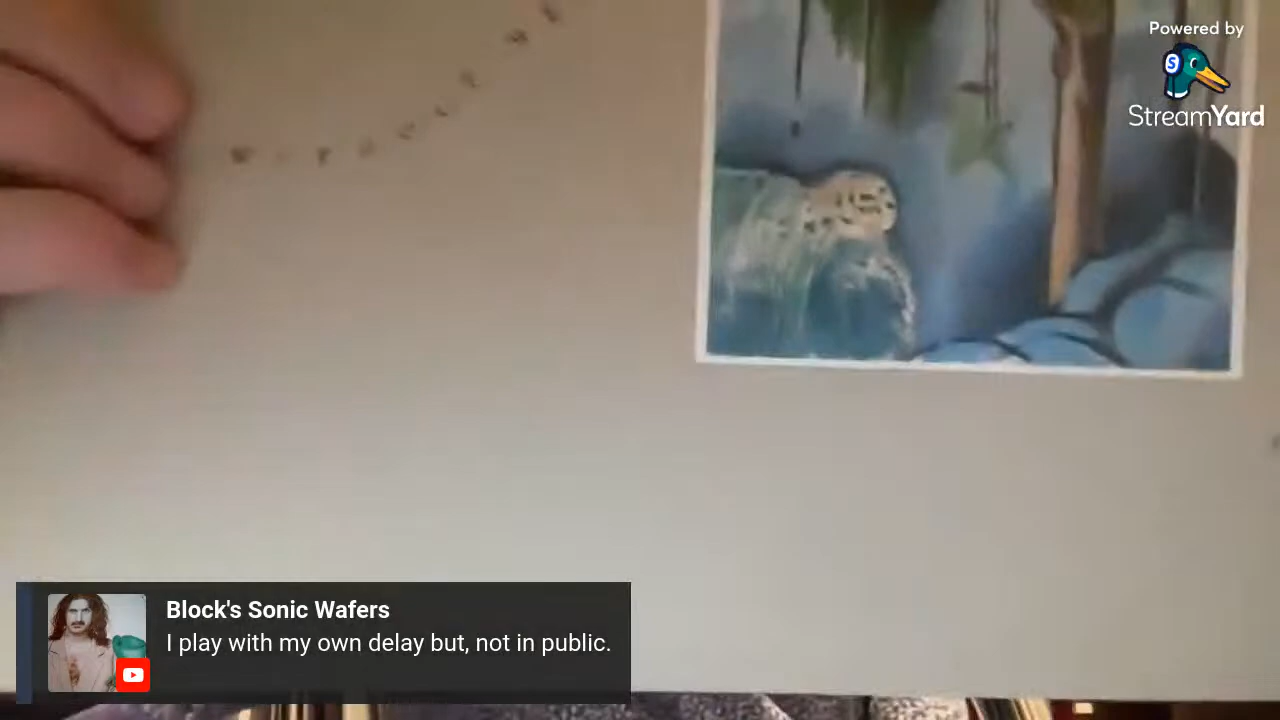 Powered by
StreamYard
Block's Sonic Wafers
I play with my own delay but, not in public.